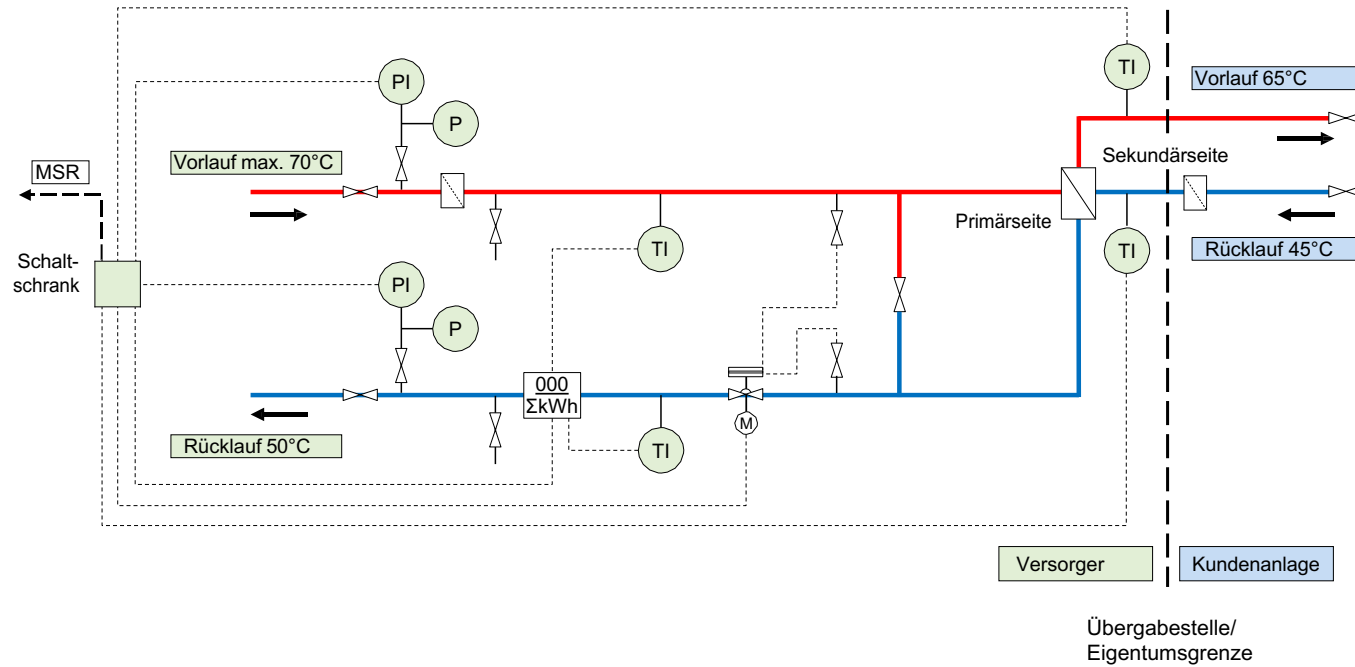 TI
PI
Vorlauf 65°C
P
MSR
Vorlauf max. 70°C
Sekundärseite
Primärseite
TI
TI
Rücklauf 45°C
Schalt-
schrank
PI
P
000
ΣkWh
M
Rücklauf 50°C
TI
Versorger
Kundenanlage
Übergabestelle/
Eigentumsgrenze